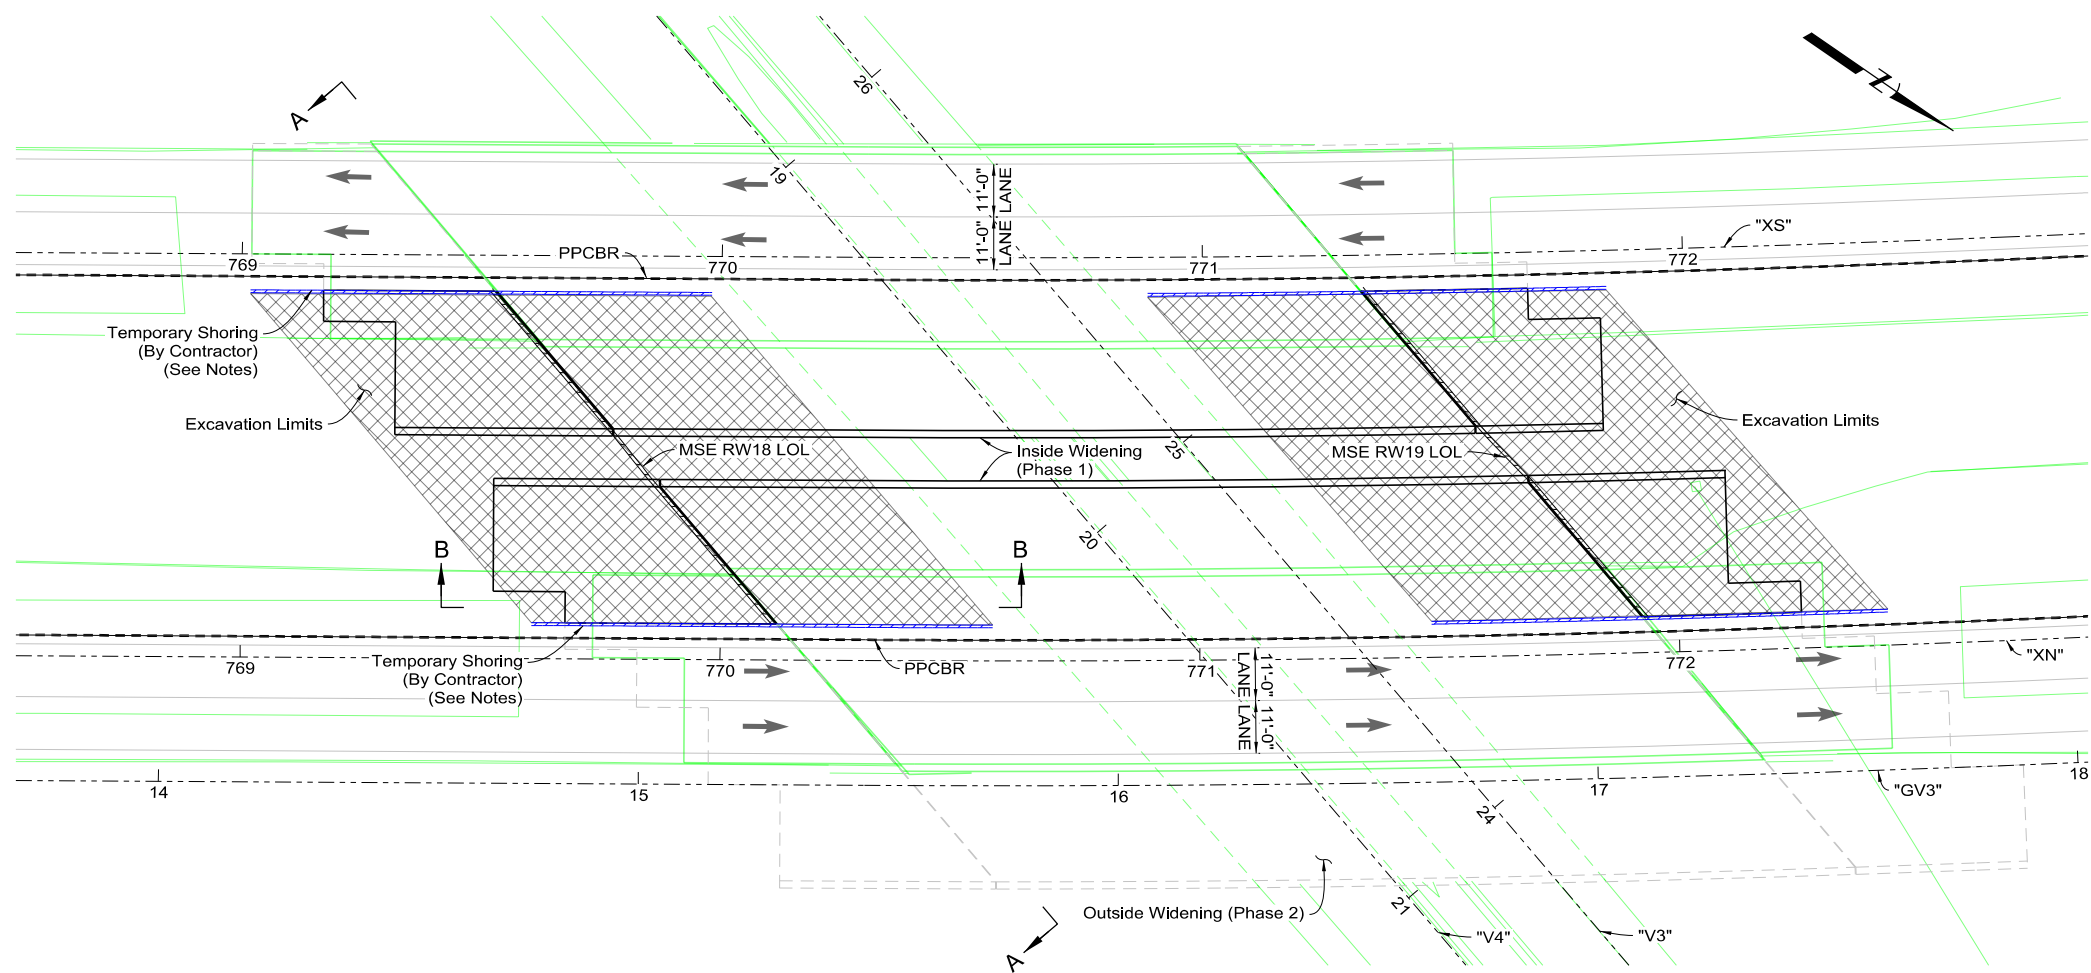 26
A
Z
19
11'-0" 11'-0"
LANE LANE
"XS"
PPCBR
769
770
771
772
Temporary Shoring
(By Contractor)
(See Notes)
Excavation Limits
Excavation Limits
MSE RW18 LOL
Inside Widening
(Phase 1)
25
MSE RW19 LOL
B
B
20
Temporary Shoring
(By Contractor)
(See Notes)
769
770
771
772
PPCBR
"XN"
11'-0" 11'-0"
LANE LANE
14
15
16
17
18
"GV3"
24
21
Outside Widening (Phase 2)
"V4"
"V3"
A